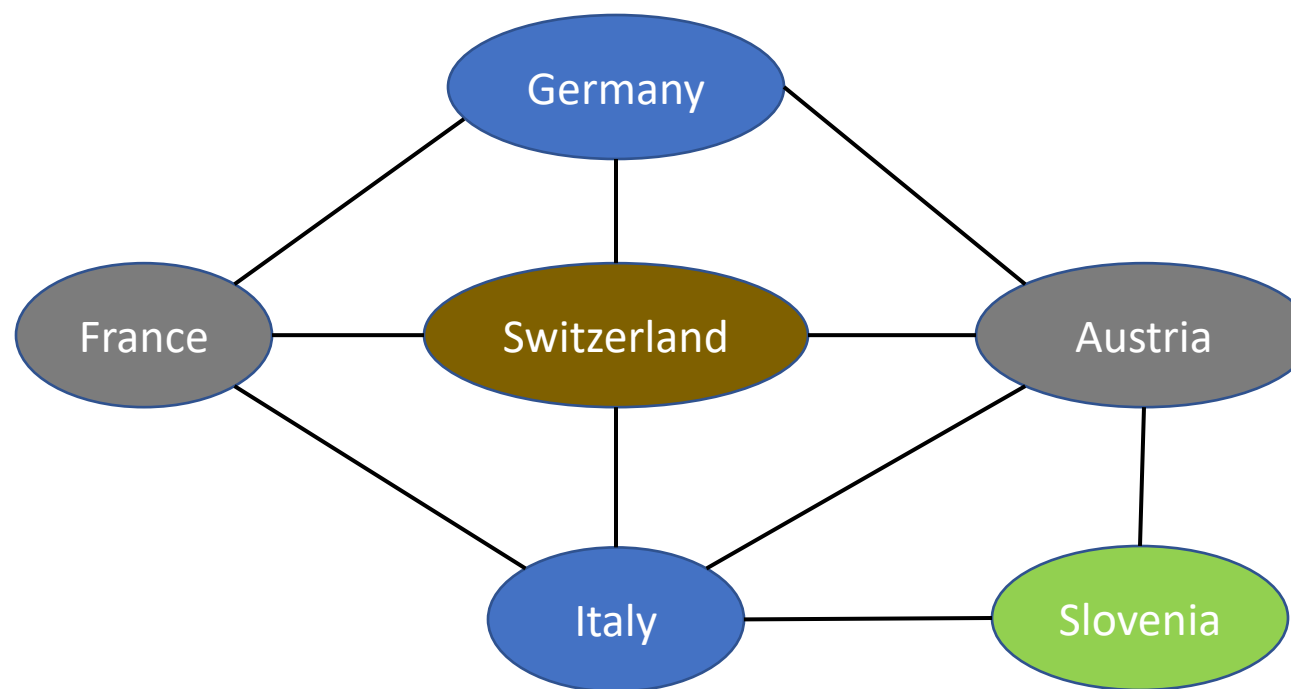 Germany
France
Switzerland
Austria
Italy
Slovenia